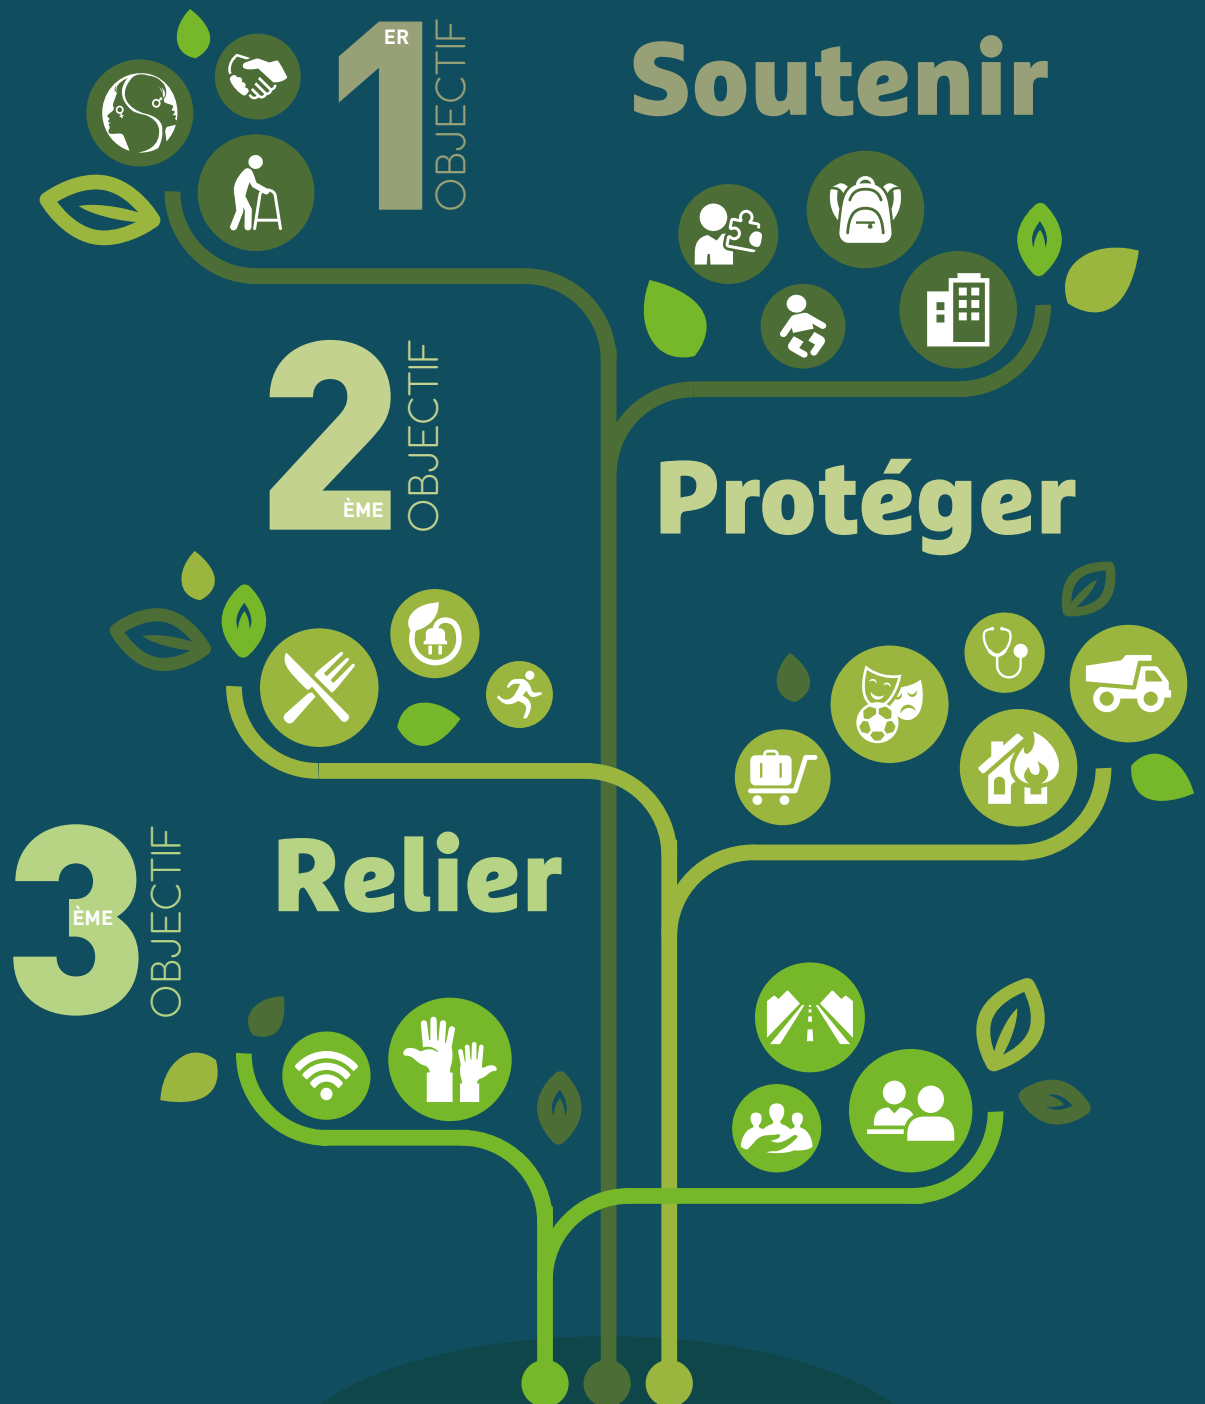 1ER
OBJECTIF
Soutenir
2ÈME
OBJECTIF
Protéger
3ÈME
OBJECTIF
Relier